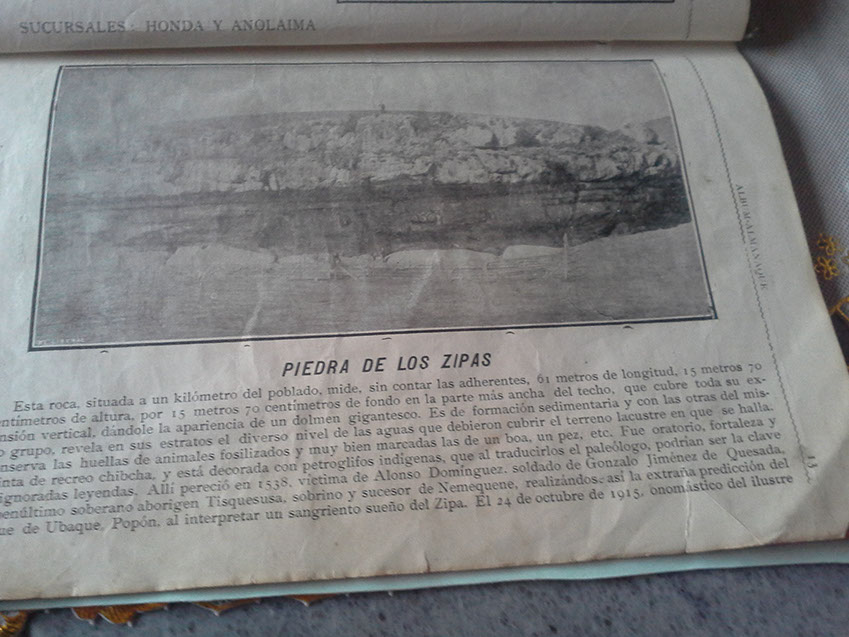 SUCURSALES: HONDA Y ANOLAIMA
ALBUM-ALMANAQUE
PIEDRA DE LOS ZIPAS
Esta roca, situada a un kilómetro del poblado, mide, sin contar las adherentes, 61 metros de longitud, 15 metros 70
entímetros de altura, por 15 metros 70 centímetros de fondo en la parte más ancha del techo, que cubre toda su ex-
nsión vertical, dándole la apariencia de un dolmen gigantesco. Es de formación sedimentaria y con las otras del mis-
o grupo, revela en sus estratos el diverso nivel de las aguas que debieron cubrir el terreno lacustre en que se halla.
onserva las huellas de animales fosilizados y muy bien marcadas las de un boa, un pez, etc. Fue oratorio, fortaleza y
inta de recreo chibcha, y está decorada con petroglifos indígenas, que al traducirlos el paleólogo, podrían ser la clave
ignoradas leyendas. Allí pereció en 1538, víctima de Alonso Domínguez, soldado de Gonzalo Jiménez de Quesada,
penúltimo soberano aborigen Tisquesusa, sobrino y sucesor de Nemequene, realizándose así la extraña predicción del
ue de Ubaque, Popón, al interpretar un sangriento sueño del Zipa. El 24 de octubre de 1915, onomástico del ilustre